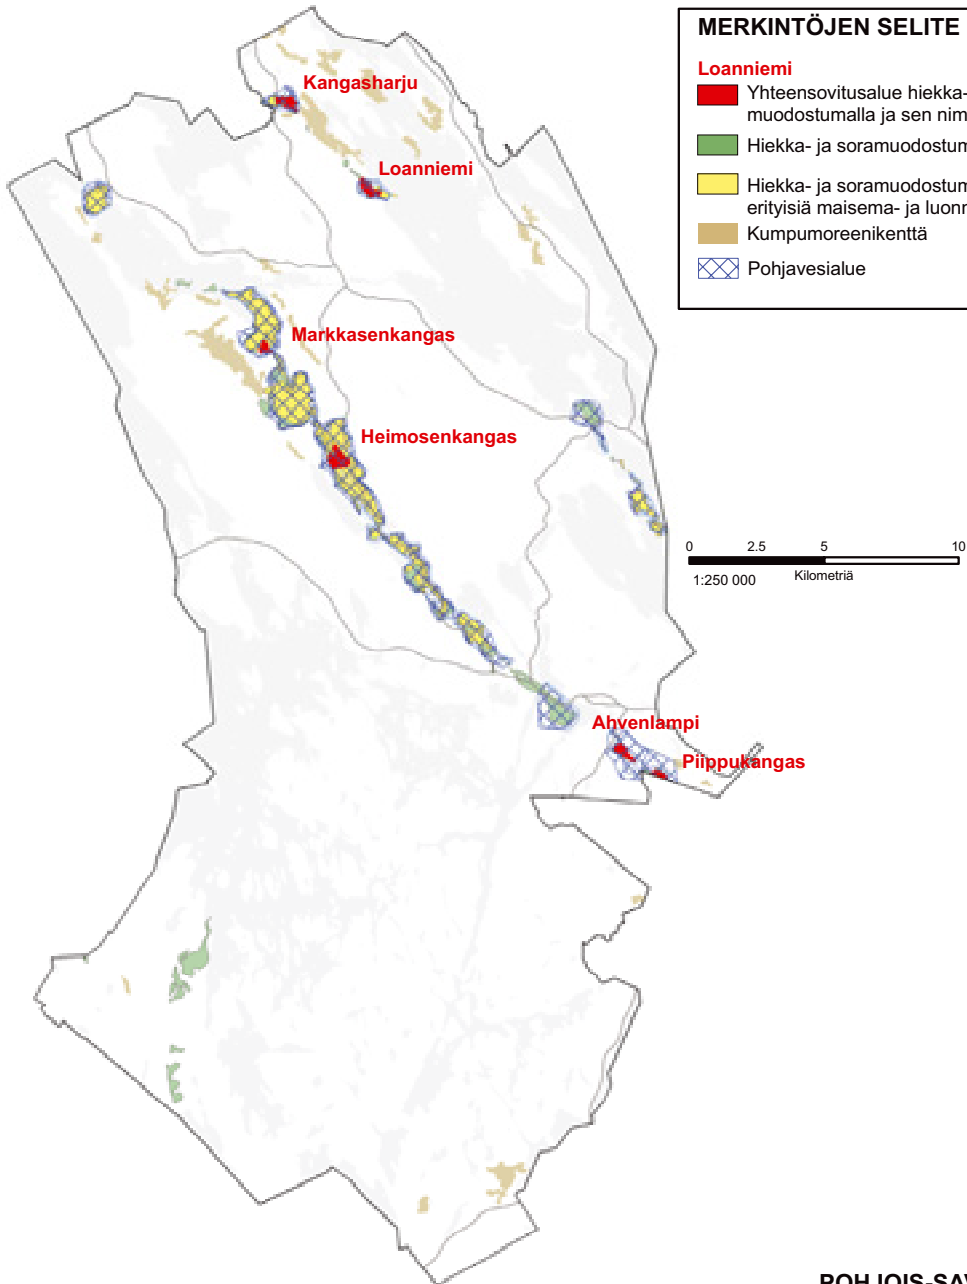 MERKINTÖJEN SELITE
Loanniemi
Yhteensovitusalue hiekka-
muodostumalla ja sen nim
Hiekka- ja soramuodostum
Hiekka- ja soramuodostum
erityisiä maisema- ja luonn
Kumpumoreenikenttä
Pohjavesialue
Kangasharju
Loanniemi
Markkasenkangas
Heimosenkangas
0 2.5 5 10
1:250 000 Kilometriä
Ahvenlampi
Piippukangas
POHJOIS-SAV